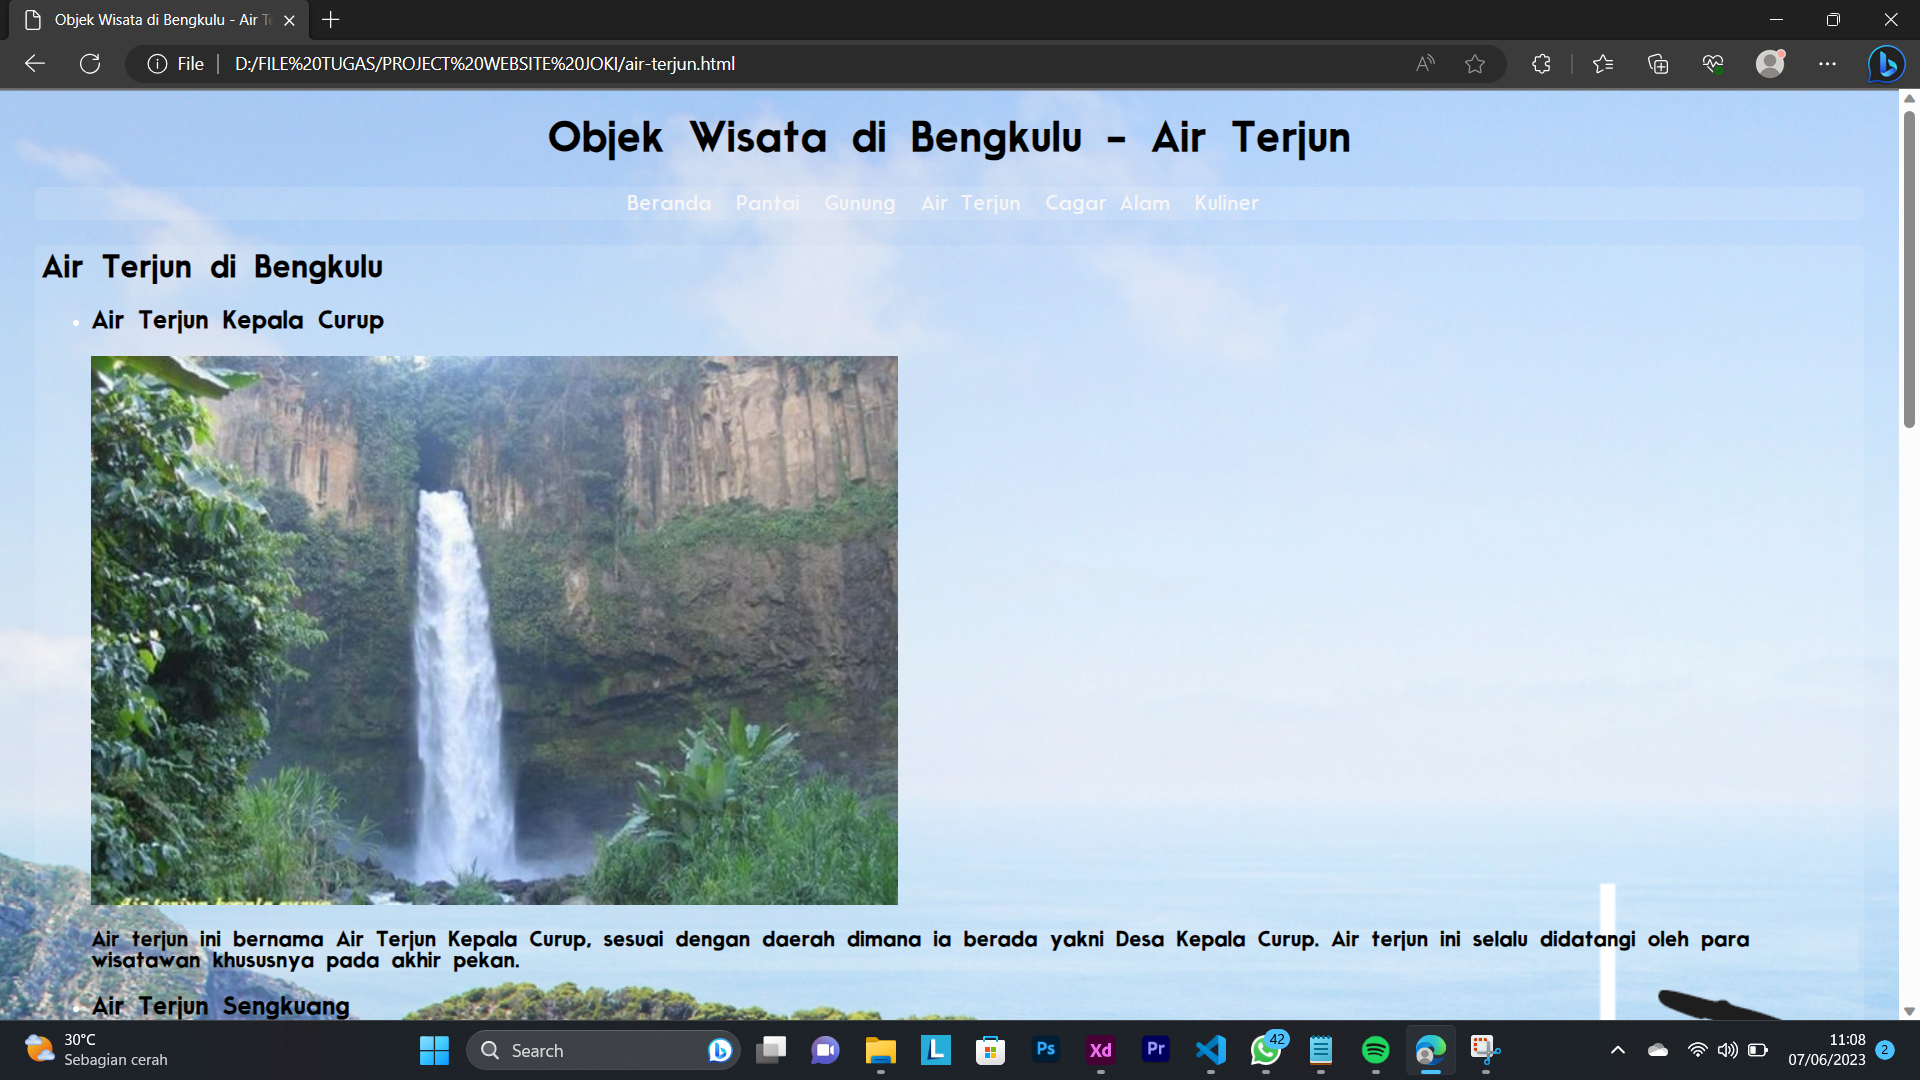 Objek Wisata di Bengkulu - Air Te
File
D:/FILE%20TUGAS/PROJECT%20WEBSITE%20JOKI/air-terjun.html
Objek Wisata di Bengkulu - Air Terjun
Beranda Pantai Gunung Air Terjun Cagar Alam Kuliner
Air Terjun di Bengkulu
Air Terjun Kepala Curup
Air terjun ini bernama Air Terjun Kepala Curup, sesuai dengan daerah dimana ia berada yakni Desa Kepala Curup. Air terjun ini selalu didatangi oleh para
wisatawan khususnya pada akhir pekan.
Air Terjun Sengkuang
30°C
Sebagian cerah
Search
L
Ps
Xd
Pr
42
11:08
07/06/2023
2